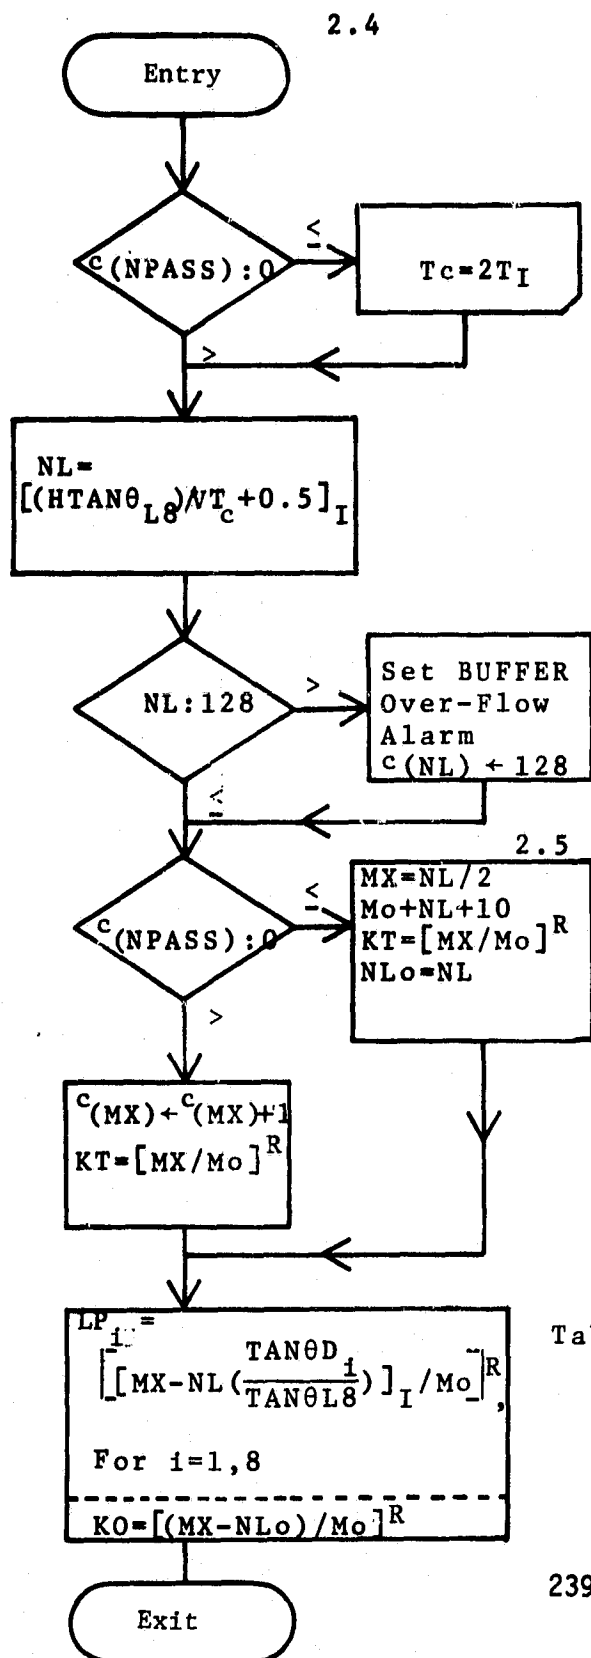 2.4
Entry
c(NPASS):0
≤
Tc=2TI
>
NL=
[(HTANθL8)/VTc+0.5]I
NL:128
>
Set BUFFER
Over-Flow
Alarm
c(NL)←128
≤
2.5
c(NPASS):0
≤
MX=NL/2
Mo+NL+10
KT=[MX/Mo]R
NLo=NL
>
c(MX)←c(MX)+1
KT=[MX/Mo]R
LPi=
[[MX-NL(TANθDi/TANθL8)]I/Mo]R,
For i=1,8
KO=[(MX-NLo)/Mo]R
Ta
Exit
239